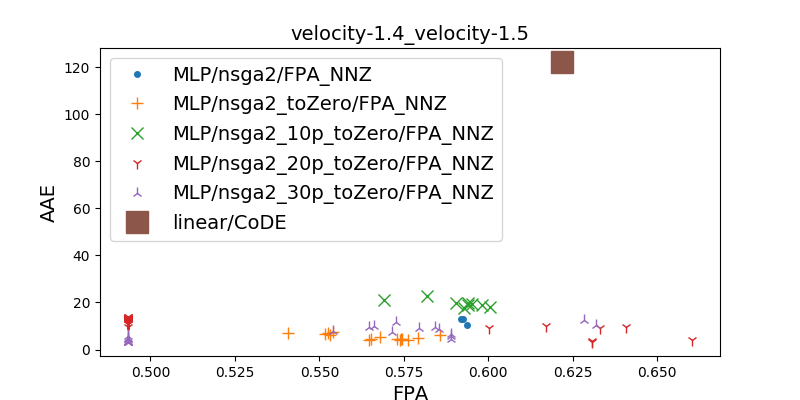 velocity-1.4_velocity-1.5
120
100
80
60
40
20
0
AAE
MLP/nsga2/FPA_NNZ
MLP/nsga2_toZero/FPA_NNZ
MLP/nsga2_10p_toZero/FPA_NNZ
MLP/nsga2_20p_toZero/FPA_NNZ
MLP/nsga2_30p_toZero/FPA_NNZ
linear/CoDE
0.500 0.525 0.550 0.575 0.600 0.625 0.650
FPA